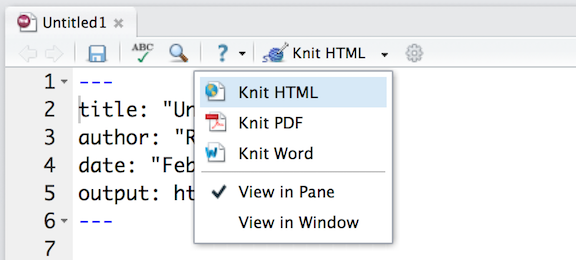 Untitled1
ABC
?
Knit HTML
1
---
2
title: "Un
3
author: "R
4
date: "Feb
5
output: ht
6
---
7
Knit HTML
Knit PDF
Knit Word
View in Pane
View in Window